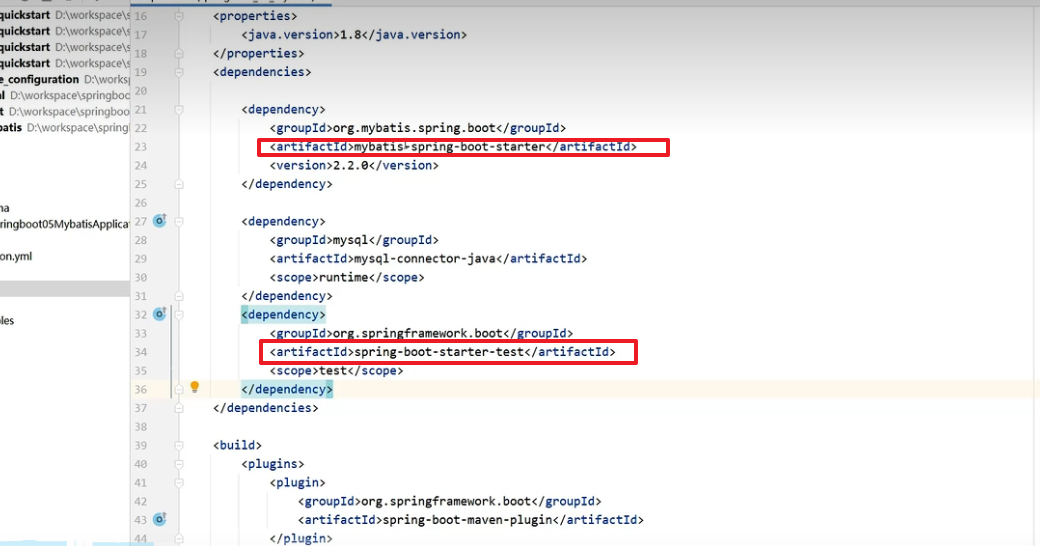 quickstart D:\workspace\s
quickstart D:\workspace\s
quickstart D:\workspace\s
quickstart D:\workspace\s
e_configuration D:\works
al D:\workspace\springboo
t D:\workspace\springboo
batis D:\workspace\spring
na
ringboot05MybatisApplicat
on.yml
les
16 <properties>
17 <java.version>1.8</java.version>
18 </properties>
19 <dependencies>
20
21 <dependency>
22 <groupId>org.mybatis.spring.boot</groupId>
23 <artifactId>mybatis-spring-boot-starter</artifactId>
24 <version>2.2.0</version>
25 </dependency>
26
27 <dependency>
28 <groupId>mysql</groupId>
29 <artifactId>mysql-connector-java</artifactId>
30 <scope>runtime</scope>
31 </dependency>
32 <dependency>
33 <groupId>org.springframework.boot</groupId>
34 <artifactId>spring-boot-starter-test</artifactId>
35 <scope>test</scope>
36 </dependency>
37 </dependencies>
38
39 <build>
40 <plugins>
41 <plugin>
42 <groupId>org.springframework.boot</groupId>
43 <artifactId>spring-boot-maven-plugin</artifactId>
44 </plugin>